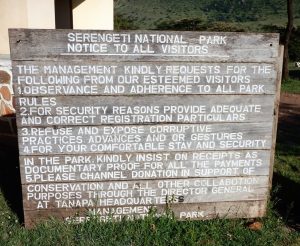 SERENGETI NATIONAL PARK
NOTICE TO ALL VISITORS
THE MANAGEMENT KINDLY REQUESTS FOR THE
FOLLOWING FROM OUR ESTEEMED VISITORS
1.OBSERVANCE AND ADHERENCE TO ALL PARK
RULES
2.FOR SECURITY REASONS PROVIDE ADEQUATE
AND CORRECT REGISTRATION PARTICULARS
3.REFUSE AND EXPOSE CORRUPTIVE
PRACTICES ADVANCES AND OR GESTURES
4.FOR YOUR COMFORTABLE STAY AND SECURITY
IN THE PARK, KINDLY INSIST ON RECEIPTS AS
DOCUMENTARY PROOF FOR ALL THE PAYMENTS
5.PLEASE CHANNEL DONATION IN SUPPORT OF
CONSERVATION AND ALL OTHER COLLABOTION
PURPOSES THROUGH THE DIRECTOR GENERAL
TANAPA HEADQUARTERS
MANAGEMENT
SERENGETI NATIONAL PARK